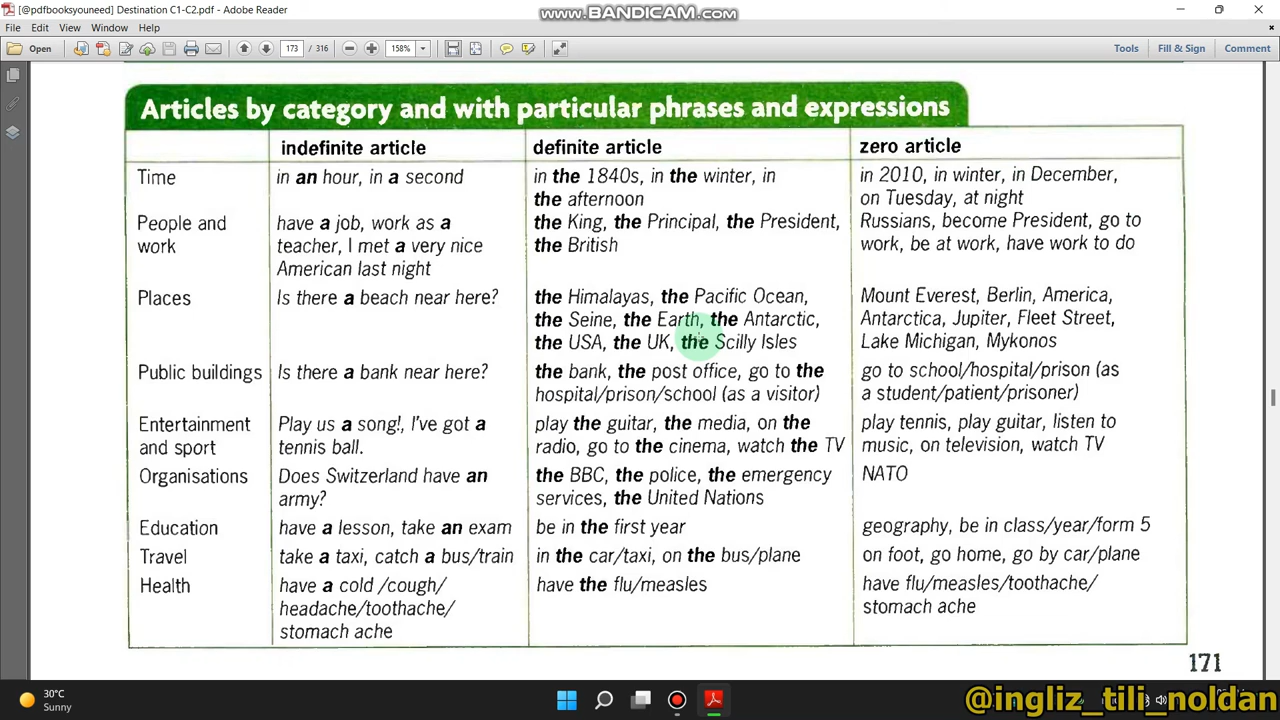 [@pdfbooksyouneed] Destination C1-C2.pdf - Adobe Reader
www.BANDICAM.com
File Edit View Window Help
Open 173 / 316 158% Tools Fill & Sign Comment
Articles by category and with particular phrases and expressions
indefinite article definite article zero article
Time in an hour, in a second in the 1840s, in the winter, in in 2010, in winter, in December,
the afternoon on Tuesday, at night
People and have a job, work as a the King, the Principal, the President, Russians, become President, go to
work teacher, I met a very nice the British work, be at work, have work to do
American last night
Places Is there a beach near here? the Himalayas, the Pacific Ocean, Mount Everest, Berlin, America,
the Seine, the Earth, the Antarctic, Antarctica, Jupiter, Fleet Street,
the USA, the UK, the Scilly Isles Lake Michigan, Mykonos
Public buildings Is there a bank near here? the bank, the post office, go to the go to school/hospital/prison (as
hospital/prison/school (as a visitor) a student/patient/prisoner)
Entertainment Play us a song!, I've got a play the guitar, the media, on the play tennis, play guitar, listen to
and sport tennis ball. radio, go to the cinema, watch the TV music, on television, watch TV
Organisations Does Switzerland have an the BBC, the police, the emergency NATO
army? services, the United Nations
Education have a lesson, take an exam be in the first year geography, be in class/year/form 5
Travel take a taxi, catch a bus/train in the car/taxi, on the bus/plane on foot, go home, go by car/plane
Health have a cold /cough/ have the flu/measles have flu/measles/toothache/
headache/toothache/ stomach ache
stomach ache
171
30°C
Sunny
@ingliz_tili_noldan